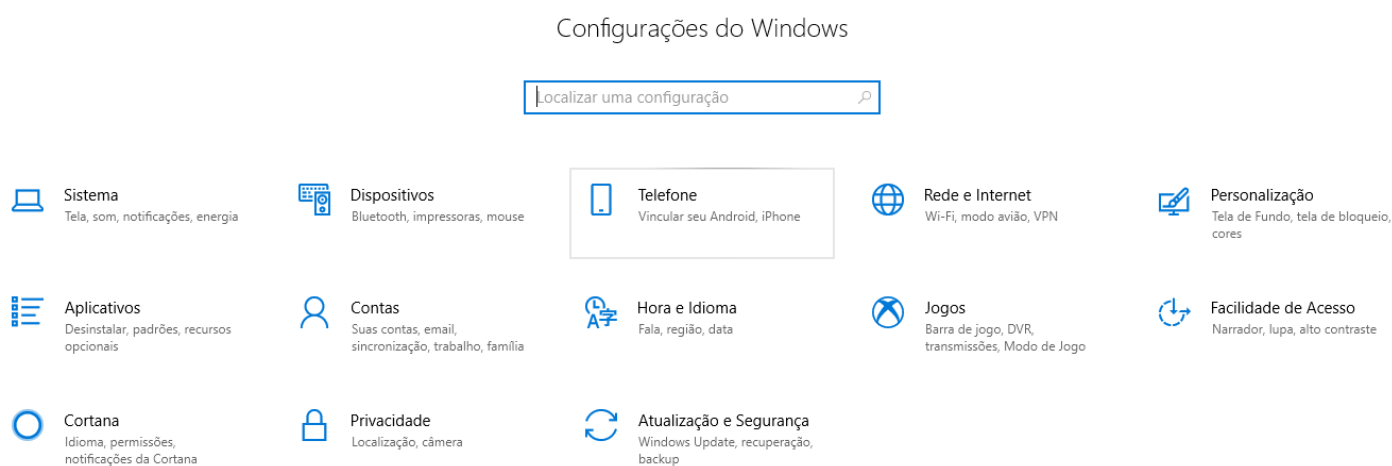 Configurações do Windows
Localizar uma configuração
Sistema
Tela, som, notificações, energia
Dispositivos
Bluetooth, impressoras, mouse
Telefone
Vincular seu Android, iPhone
Rede e Internet
Wi-Fi, modo avião, VPN
Personalização
Tela de Fundo, tela de bloqueio,
cores
Aplicativos
Desinstalar, padrões, recursos
opcionais
Contas
Suas contas, email,
sincronização, trabalho, família
Hora e Idioma
Fala, região, data
Jogos
Barra de jogo, DVR,
transmissões, Modo de Jogo
Facilidade de Acesso
Narrador, lupa, alto contraste
Cortana
Idioma, permissões,
notificações da Cortana
Privacidade
Localização, câmera
Atualização e Segurança
Windows Update, recuperação,
backup